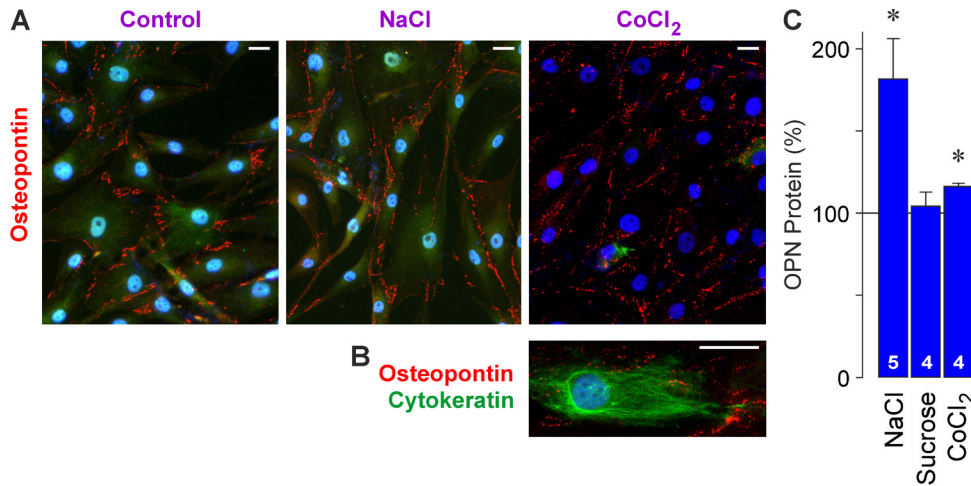 A
Control
NaCl
CoCl₂
Osteopontin
B
Osteopontin
Cytokeratin
C
OPN Protein (%)
200
100
0
*
*
5
4
4
NaCl
Sucrose
CoCl₂